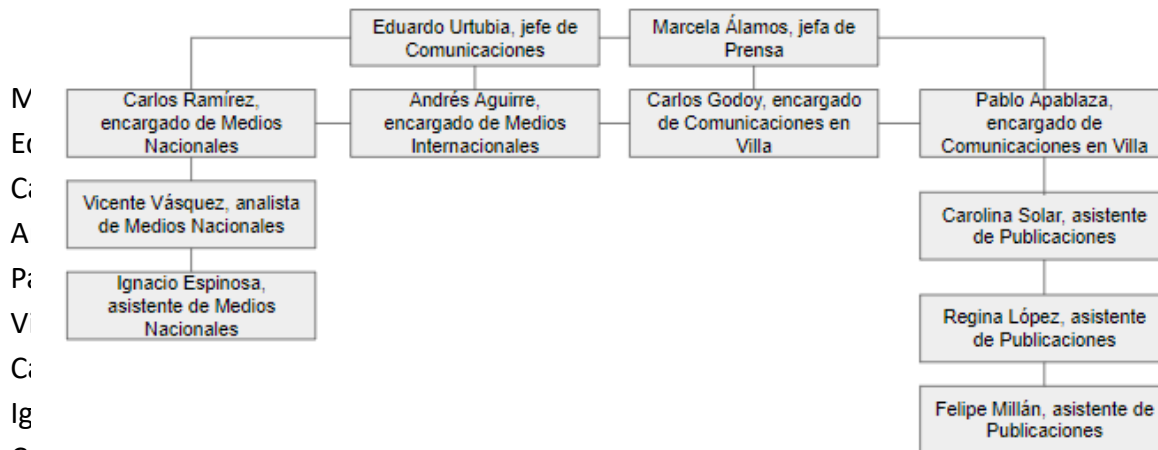 Eduardo Urtubia, jefe de
Comunicaciones
Marcela Álamos, jefa de
Prensa
Carlos Ramírez,
encargado de Medios
Nacionales
Andrés Aguirre,
encargado de Medios
Internacionales
Carlos Godoy, encargado
de Comunicaciones en
Villa
Pablo Apablaza,
encargado de
Comunicaciones en Villa
Vicente Vásquez, analista
de Medios Nacionales
Carolina Solar, asistente
de Publicaciones
Ignacio Espinosa,
asistente de Medios
Nacionales
Regina López, asistente
de Publicaciones
Felipe Millán, asistente de
Publicaciones